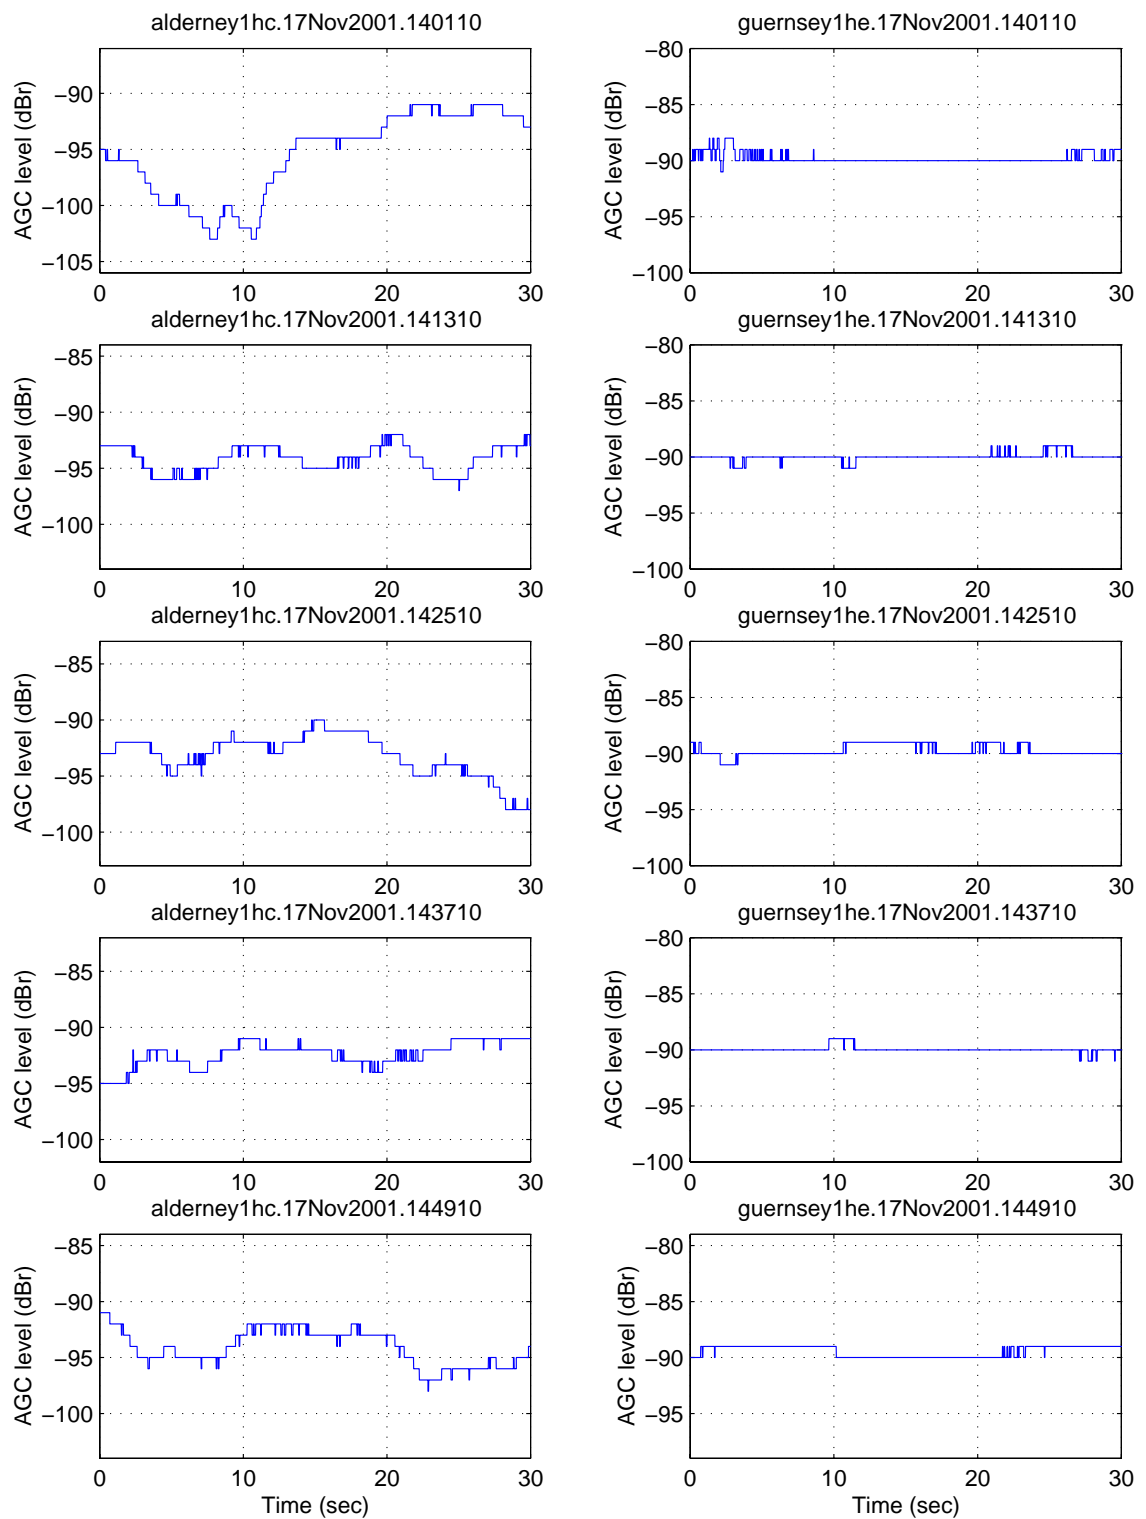 alderney1hc.17Nov2001.140110
AGC level (dBr)
−90
−95
−100
−105
0 10 20 30
guernsey1he.17Nov2001.140110
AGC level (dBr)
−80
−85
−90
−95
−100
0 10 20 30
alderney1hc.17Nov2001.141310
AGC level (dBr)
−85
−90
−95
−100
0 10 20 30
guernsey1he.17Nov2001.141310
AGC level (dBr)
−80
−85
−90
−95
−100
0 10 20 30
alderney1hc.17Nov2001.142510
AGC level (dBr)
−85
−90
−95
−100
0 10 20 30
guernsey1he.17Nov2001.142510
AGC level (dBr)
−80
−85
−90
−95
−100
0 10 20 30
alderney1hc.17Nov2001.143710
AGC level (dBr)
−85
−90
−95
−100
0 10 20 30
guernsey1he.17Nov2001.143710
AGC level (dBr)
−80
−85
−90
−95
−100
0 10 20 30
alderney1hc.17Nov2001.144910
AGC level (dBr)
−85
−90
−95
−100
0 10 20 30
Time (sec)
guernsey1he.17Nov2001.144910
AGC level (dBr)
−80
−85
−90
−95
0 10 20 30
Time (sec)